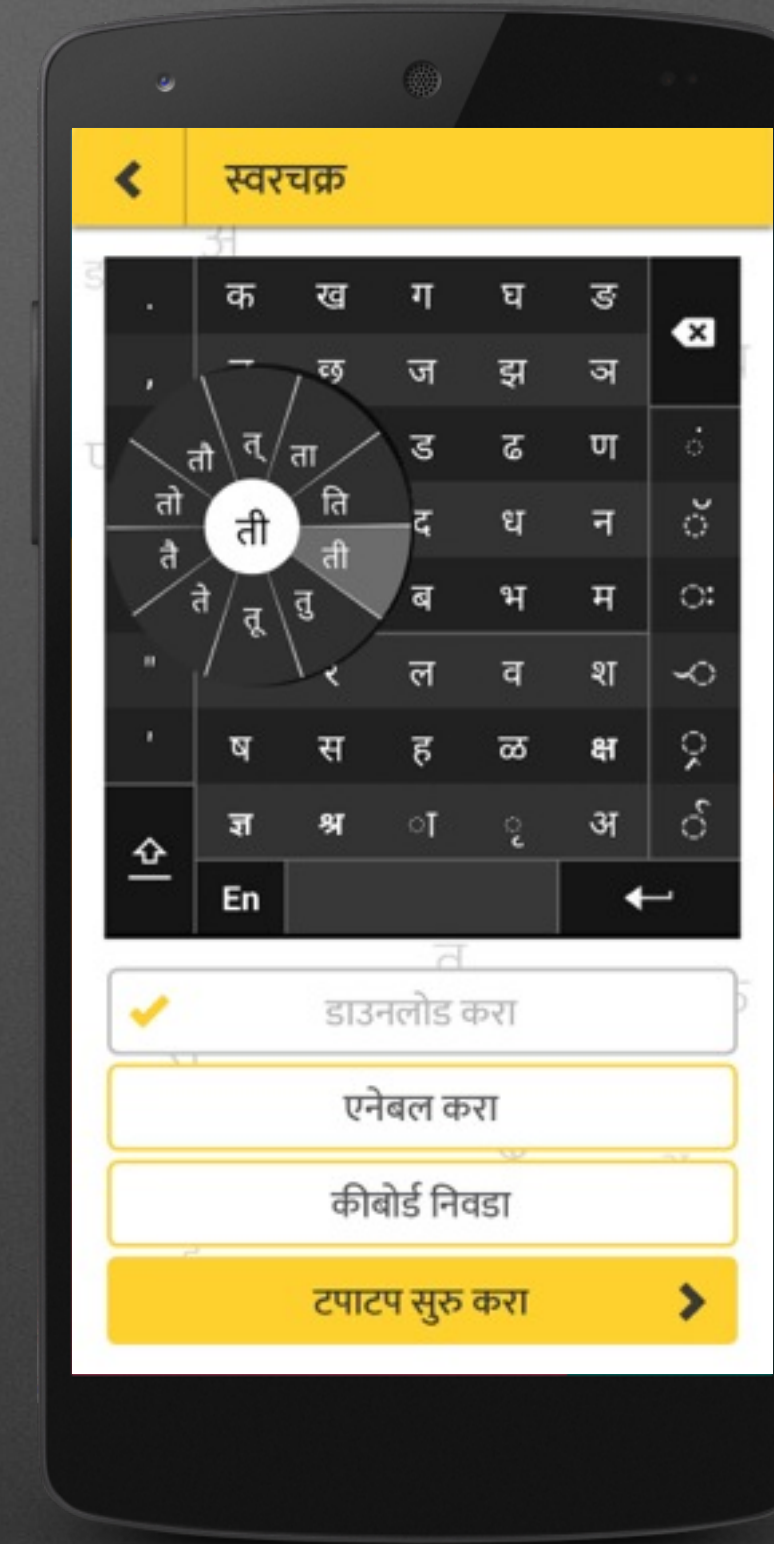 स्वरचक्र
. क ख ग घ ङ
, छ ज झ ञ
ड ढ ण ं
द ध न ॅ
ब भ म ः
" र ल व श
' ष स ह ळ क्ष
ज्ञ श्र ा ृ अ
En
त् ता ति ती तु तू ते तै तो तौ
ती
डाउनलोड करा
एनेबल करा
कीबोर्ड निवडा
टपाटप सुरु करा